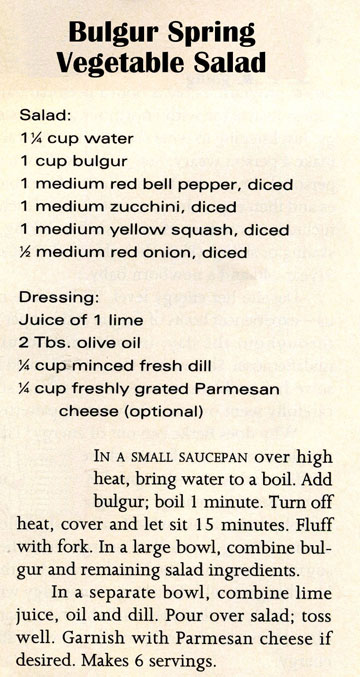 Bulgur Spring
Vegetable Salad
Salad:
1¼ cup water
1 cup bulgur
1 medium red bell pepper, diced
1 medium zucchini, diced
1 medium yellow squash, diced
½ medium red onion, diced
Dressing:
Juice of 1 lime
2 Tbs. olive oil
¼ cup minced fresh dill
¼ cup freshly grated Parmesan
cheese (optional)
IN A SMALL SAUCEPAN over high
heat, bring water to a boil. Add
bulgur; boil 1 minute. Turn off
heat, cover and let sit 15 minutes. Fluff
with fork. In a large bowl, combine bul-
gur and remaining salad ingredients.
In a separate bowl, combine lime
juice, oil and dill. Pour over salad; toss
well. Garnish with Parmesan cheese if
desired. Makes 6 servings.